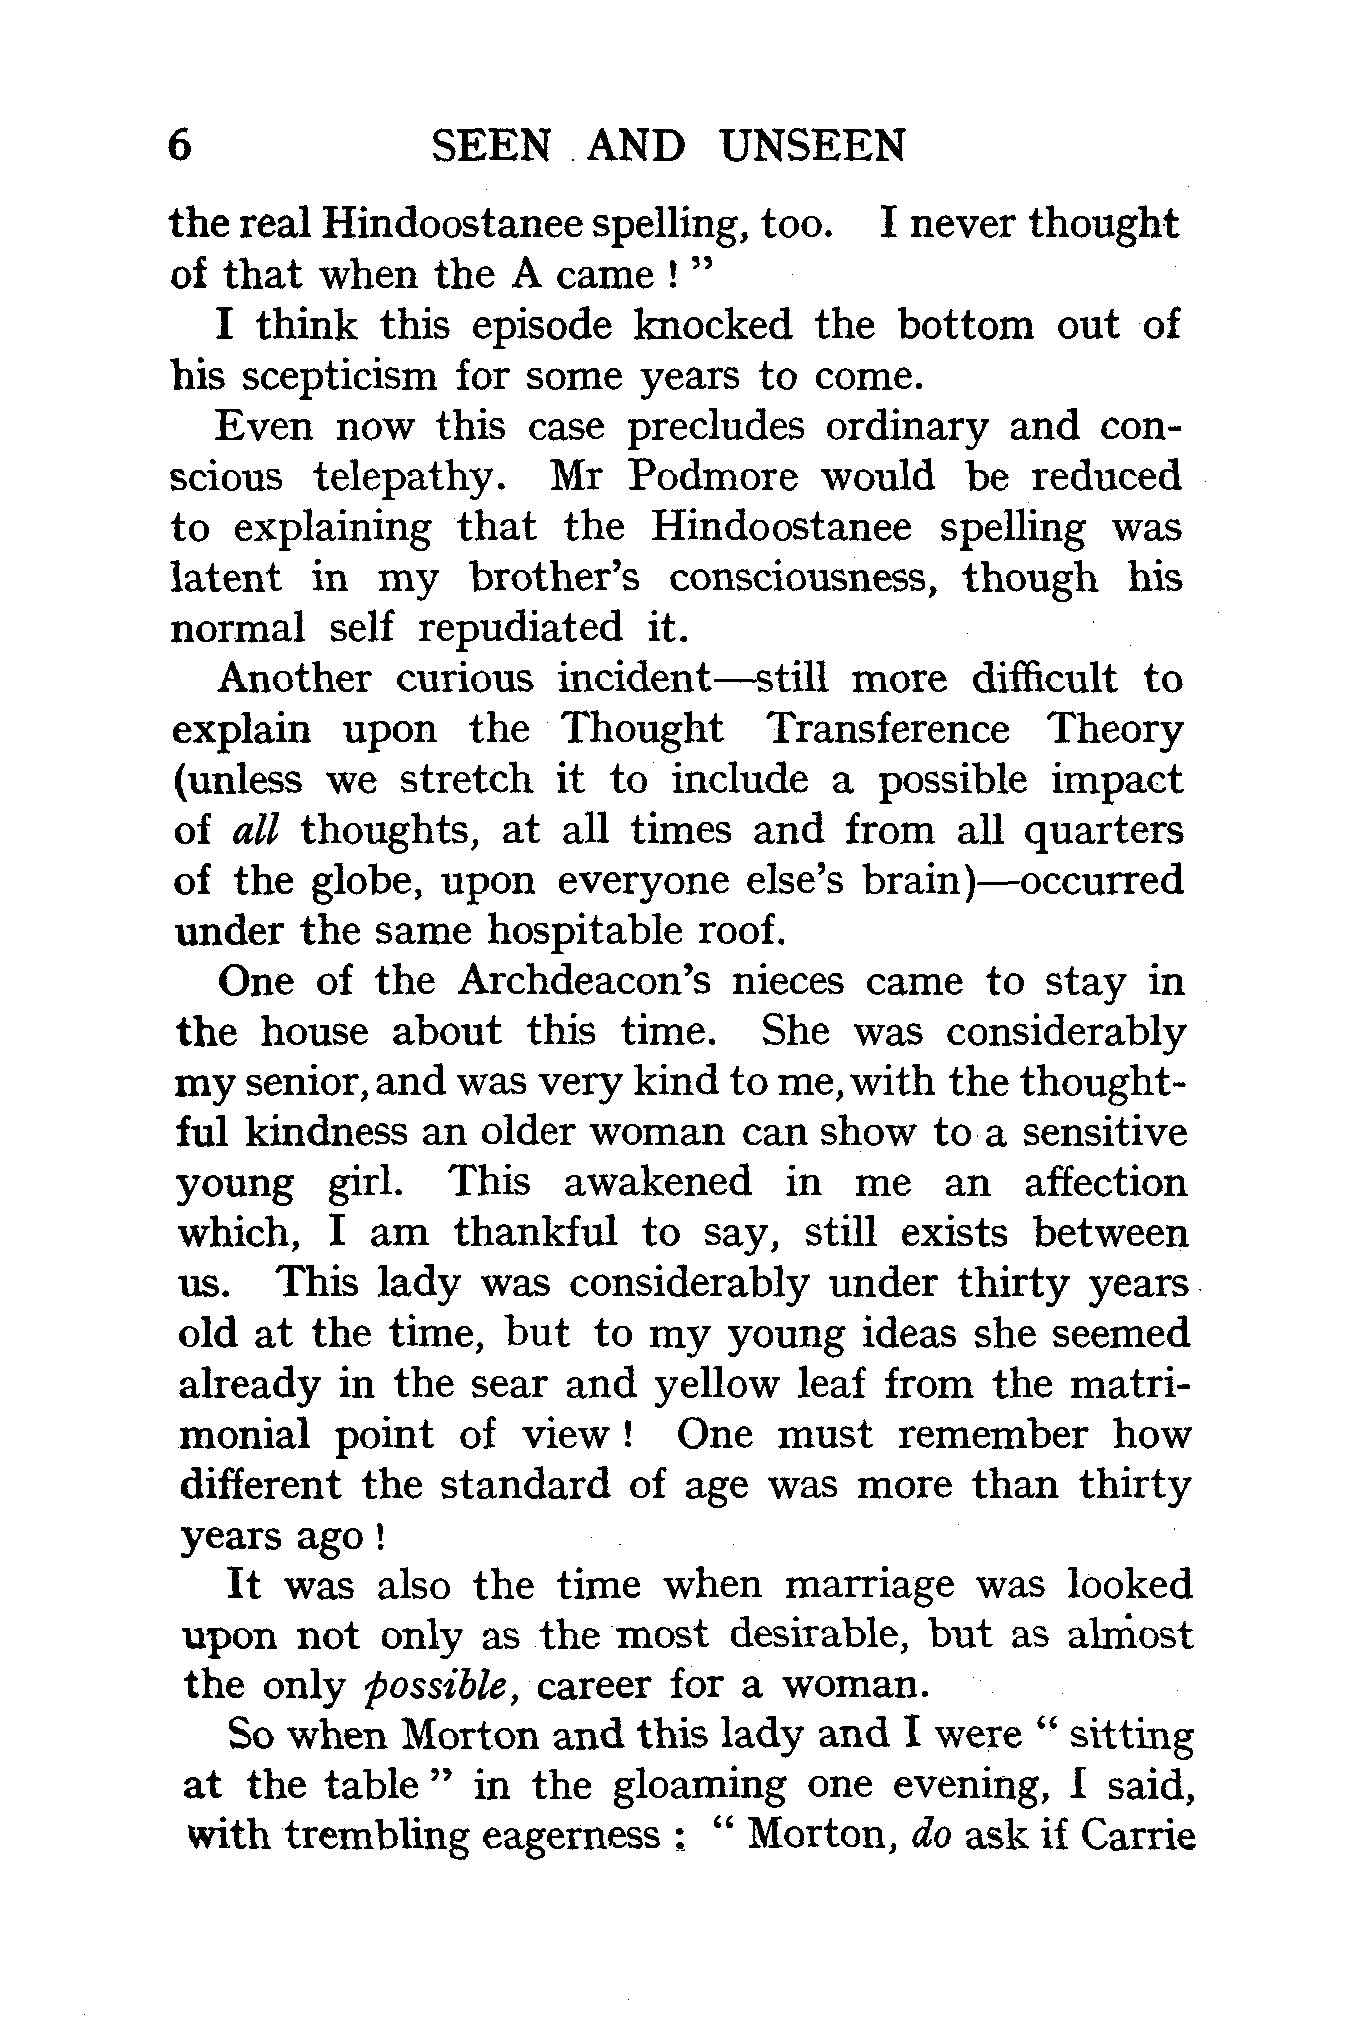 6 SEEN AND UNSEEN
the real Hindoostanee spelling, too. I never thought
of that when the A came ! ”
I think this episode knocked the bottom out of
his scepticism for some years to come.
Even now this case precludes ordinary and con-
scious telepathy. Mr Podmore would be reduced
to explaining that the Hindoostanee spelling was
latent in my brother’s consciousness, though his
normal self repudiated it.
Another curious incident—still more difficult to
explain upon the Thought Transference Theory
(unless we stretch it to include a possible impact
of all thoughts, at all times and from all quarters
of the globe, upon everyone else’s brain)—occurred
under the same hospitable roof.
One of the Archdeacon’s nieces came to stay in
the house about this time. She was considerably
my senior, and was very kind to me, with the thought-
ful kindness an older woman can show to a sensitive
young girl. This awakened in me an affection
which, I am thankful to say, still exists between
us. This lady was considerably under thirty years
old at the time, but to my young ideas she seemed
already in the sear and yellow leaf from the matri-
monial point of view ! One must remember how
different the standard of age was more than thirty
years ago !
It was also the time when marriage was looked
upon not only as the most desirable, but as almost
the only possible, career for a woman.
So when Morton and this lady and I were “ sitting
at the table ” in the gloaming one evening, I said,
with trembling eagerness : “ Morton, do ask if Carrie